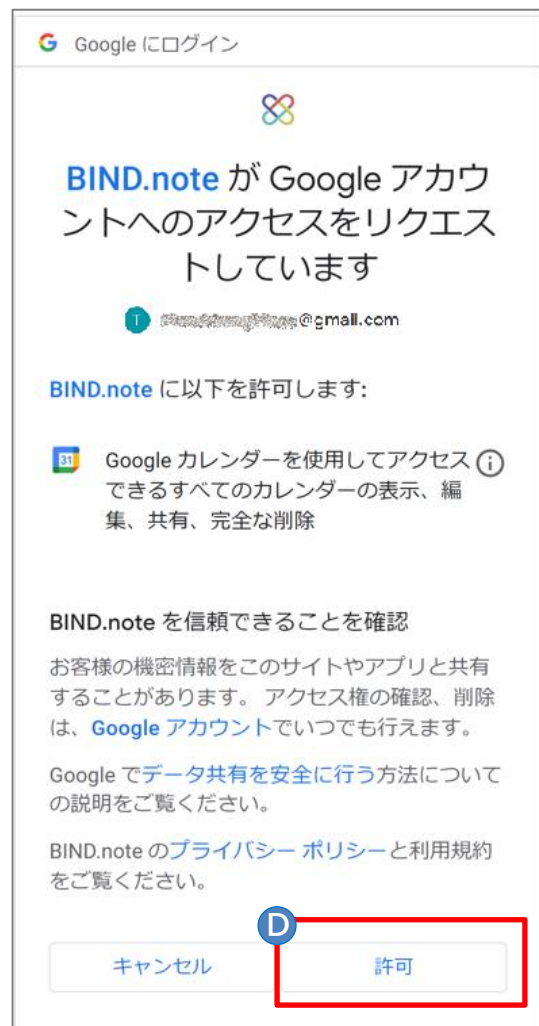 Google にログイン
BIND.note が Google アカウ
ントへのアクセスをリクエス
トしています
T @gmail.com
BIND.note に以下を許可します:
31 Google カレンダーを使用してアクセス
できるすべてのカレンダーの表示、編
集、共有、完全な削除
BIND.note を信頼できることを確認
お客様の機密情報をこのサイトやアプリと共有
することがあります。 アクセス権の確認、削除
は、Google アカウントでいつでも行えます。
Google でデータ共有を安全に行う方法について
の説明をご覧ください。
BIND.note のプライバシー ポリシーと利用規約
をご覧ください。
D
キャンセル 許可